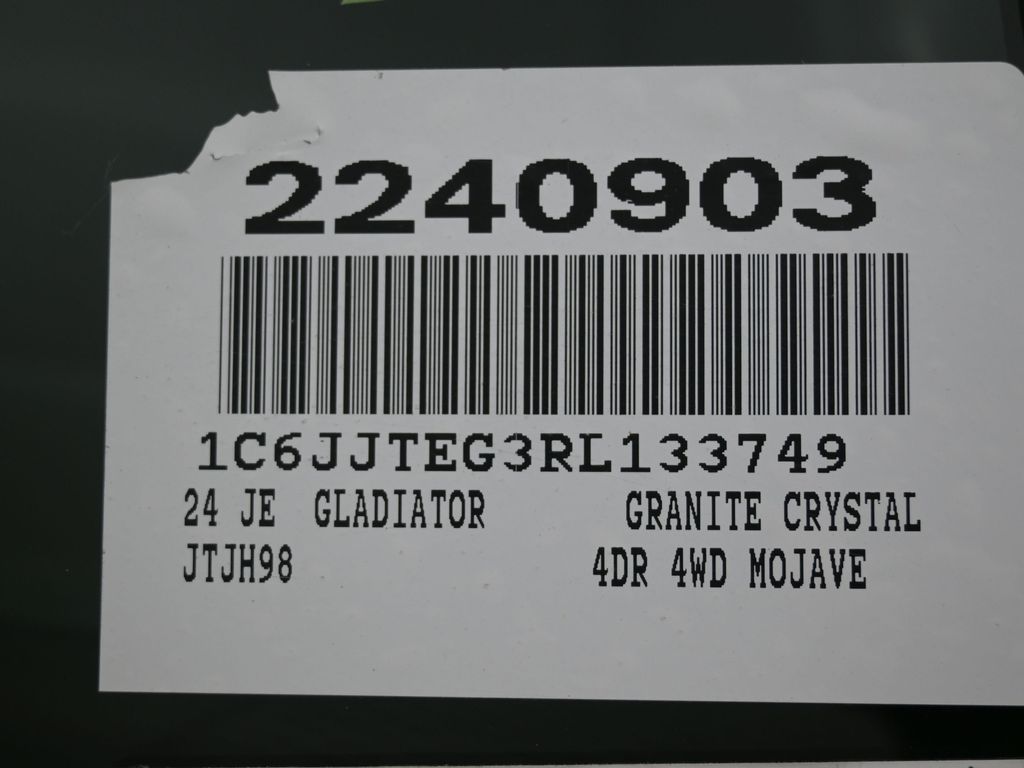 2240903
1C6JJTEG3RL133749
24 JE GLADIATOR GRANITE CRYSTAL
JTJH98 4DR 4WD MOJAVE